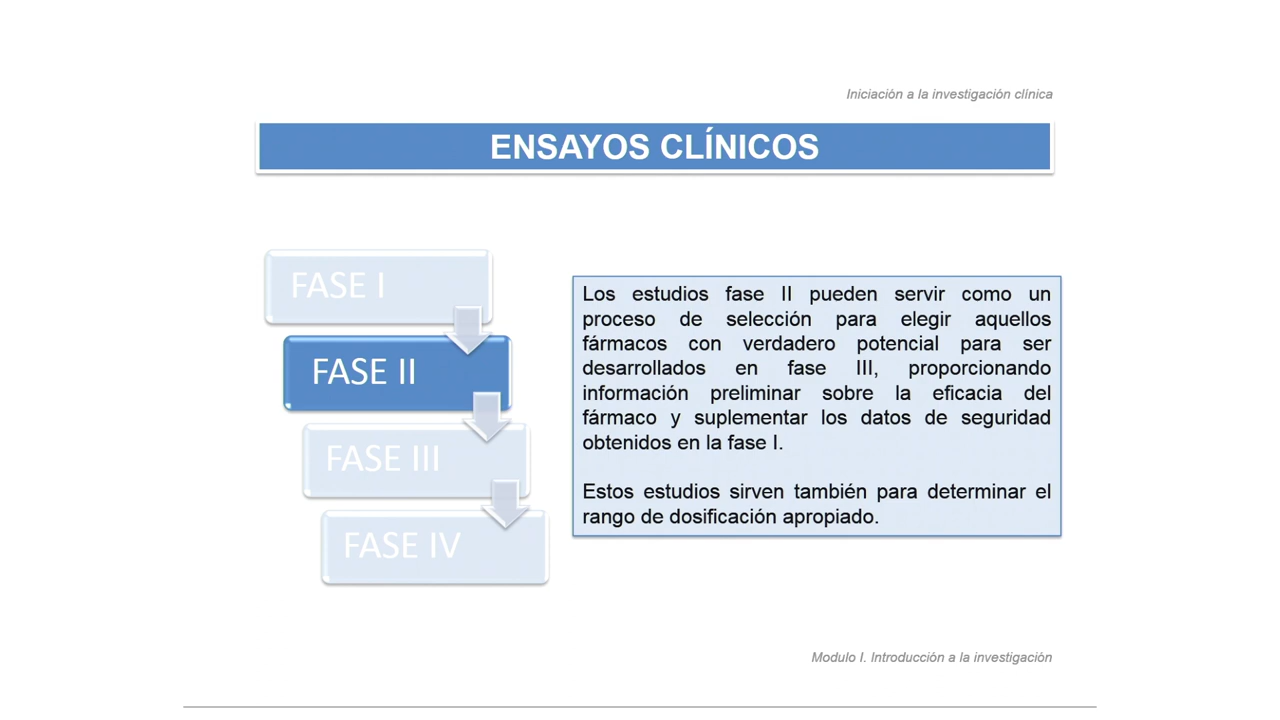 Iniciación a la investigación clínica
ENSAYOS CLÍNICOS
FASE I
FASE II
FASE III
FASE IV
Los estudios fase II pueden servir como un
proceso de selección para elegir aquellos
fármacos con verdadero potencial para ser
desarrollados en fase III, proporcionando
información preliminar sobre la eficacia del
fármaco y suplementar los datos de seguridad
obtenidos en la fase I.
Estos estudios sirven también para determinar el
rango de dosificación apropiado.
Modulo I. Introducción a la investigación